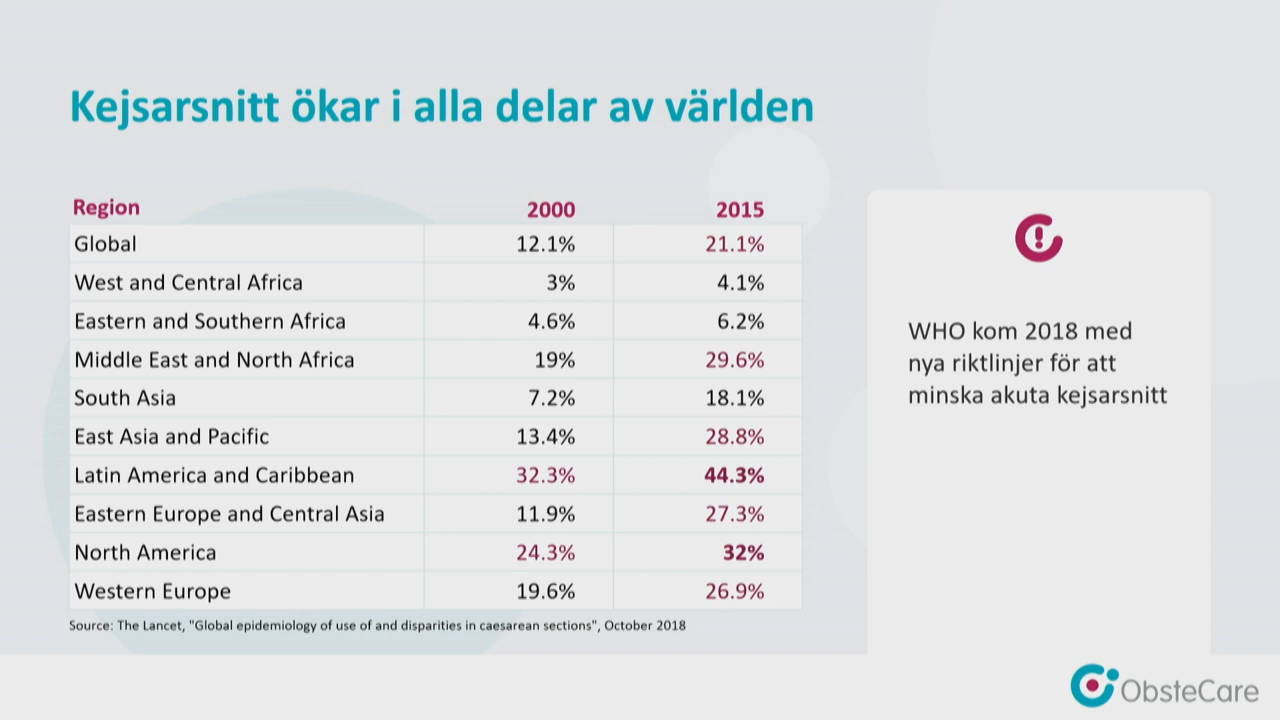 Kejsarsnitt ökar i alla delar av världen
Region 2000 2015
Global 12.1% 21.1%
West and Central Africa 3% 4.1%
Eastern and Southern Africa 4.6% 6.2%
Middle East and North Africa 19% 29.6%
South Asia 7.2% 18.1%
East Asia and Pacific 13.4% 28.8%
Latin America and Caribbean 32.3% 44.3%
Eastern Europe and Central Asia 11.9% 27.3%
North America 24.3% 32%
Western Europe 19.6% 26.9%
Source: The Lancet, "Global epidemiology of use of and disparities in caesarean sections", October 2018
WHO kom 2018 med
nya riktlinjer för att
minska akuta kejsarsnitt
ObsteCare